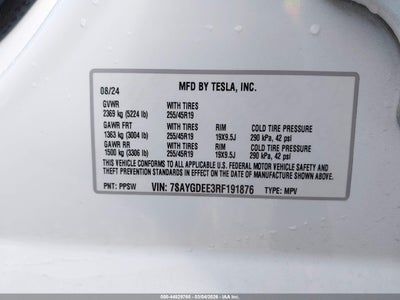 MFD BY TESLA, INC.
08/24
GVWR WITH TIRES
2369 kg (5224 lb) 255/45R19
GAWR FRT WITH TIRES RIM COLD TIRE PRESSURE
1363 kg (3004 lb) 255/45R19 19X9.5J 290 kPa, 42 psi
GAWR RR WITH TIRES RIM COLD TIRE PRESSURE
1500 kg (3306 lb) 255/45R19 19X9.5J 290 kPa, 42 psi
THIS VEHICLE CONFORMS TO ALL APPLICABLE
U.S. FEDERAL MOTOR VEHICLE SAFETY AND
THEFT PREVENTION STANDARDS IN EFFECT ON THE DATE OF MANUFACTURE SHOWN ABOVE.
PNT: PPSW VIN: 7SAYGDEE3RF191876 TYPE: MPV